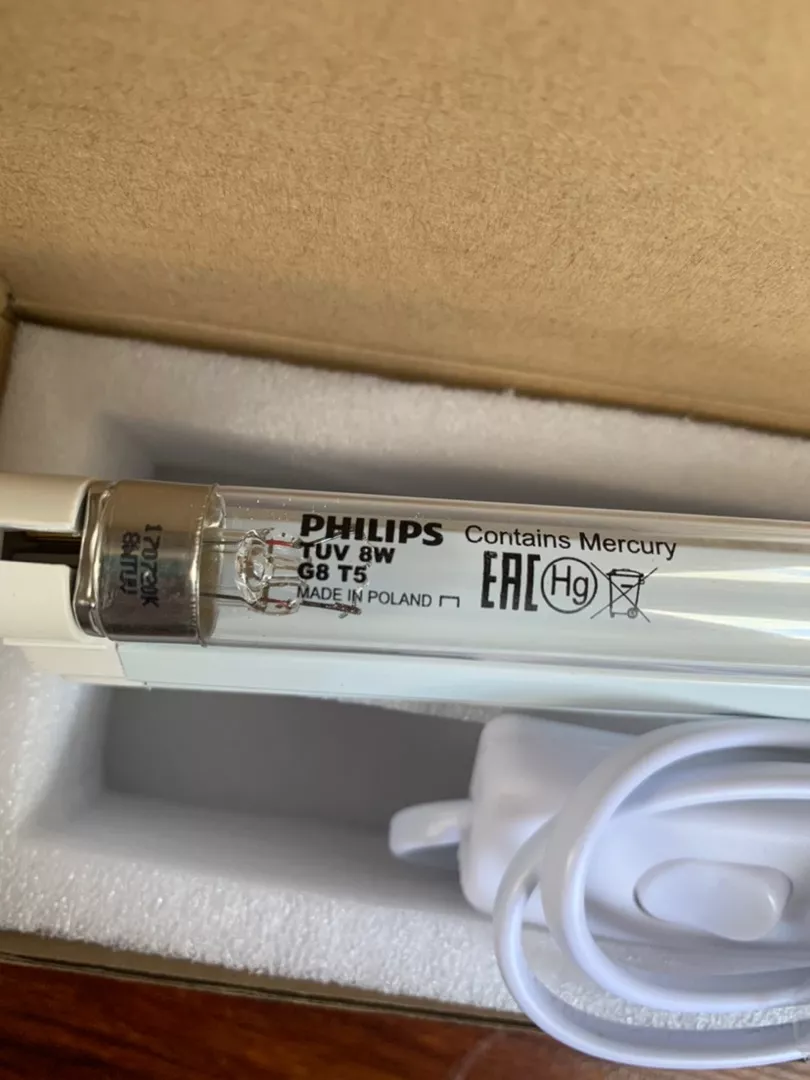 PHILIPS
TUV 8W
G8 T5
MADE IN POLAND
Contains Mercury
EAC Hg